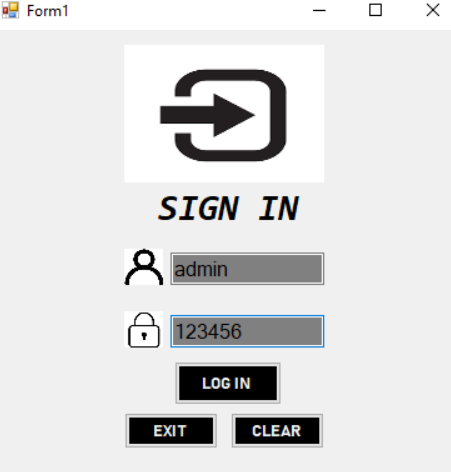 Form1
SIGN IN
admin
123456
LOG IN
EXIT CLEAR